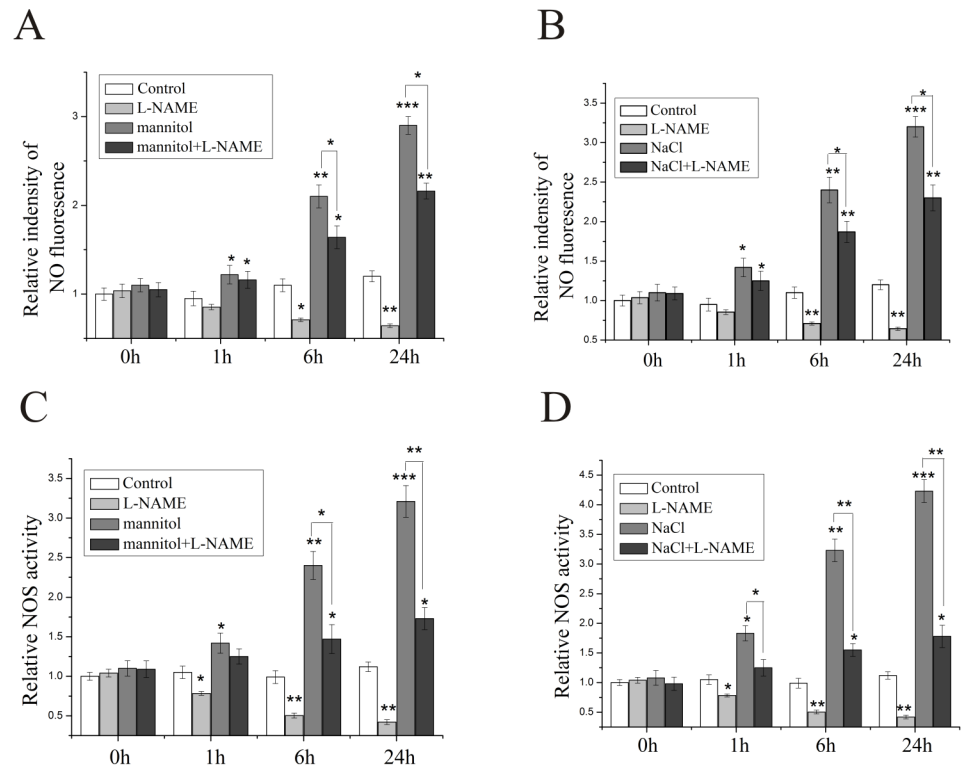 A
Relative indensity of
NO fluoresence
3
2
1
Control
L-NAME
mannitol
mannitol+L-NAME
* * * ** * * ** *** ** *
0h 1h 6h 24h
B
Relative indensity of
NO fluoresence
3.5
3.0
2.5
2.0
1.5
1.0
0.5
Control
L-NAME
NaCl
NaCl+L-NAME
* * ** ** ** * ** *** ** *
0h 1h 6h 24h
C
Relative NOS activity
3.5
3.0
2.5
2.0
1.5
1.0
0.5
Control
L-NAME
mannitol
mannitol+L-NAME
* * ** ** * * ** *** * **
0h 1h 6h 24h
D
Relative NOS activity
4.5
4.0
3.5
3.0
2.5
2.0
1.5
1.0
0.5
Control
L-NAME
NaCl
NaCl+L-NAME
* * * ** ** * ** ** *** * **
0h 1h 6h 24h